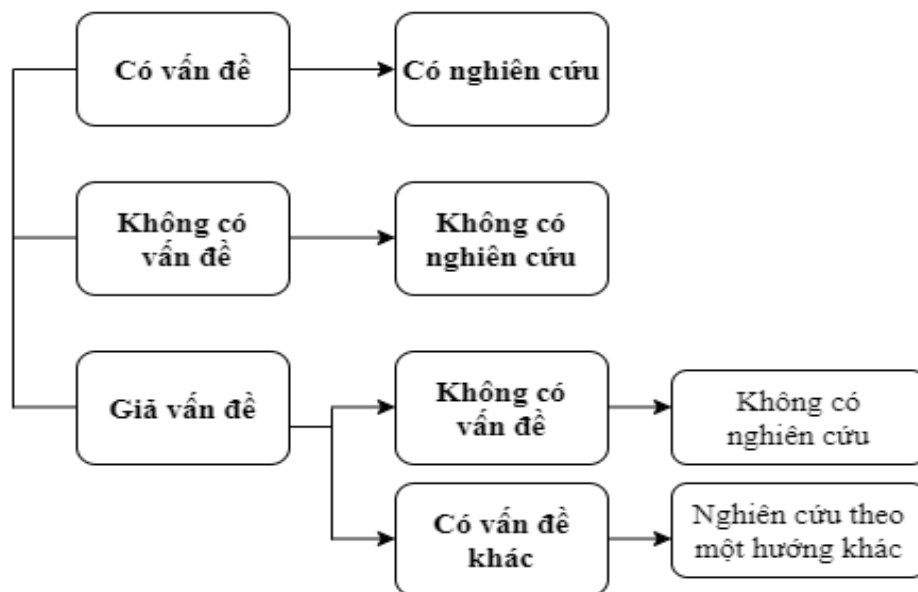 Có vấn đề
Có nghiên cứu
Không có
vấn đề
Không có
nghiên cứu
Giả vấn đề
Không có
vấn đề
Không có
nghiên cứu
Có vấn đề
khác
Nghiên cứu theo
một hướng khác